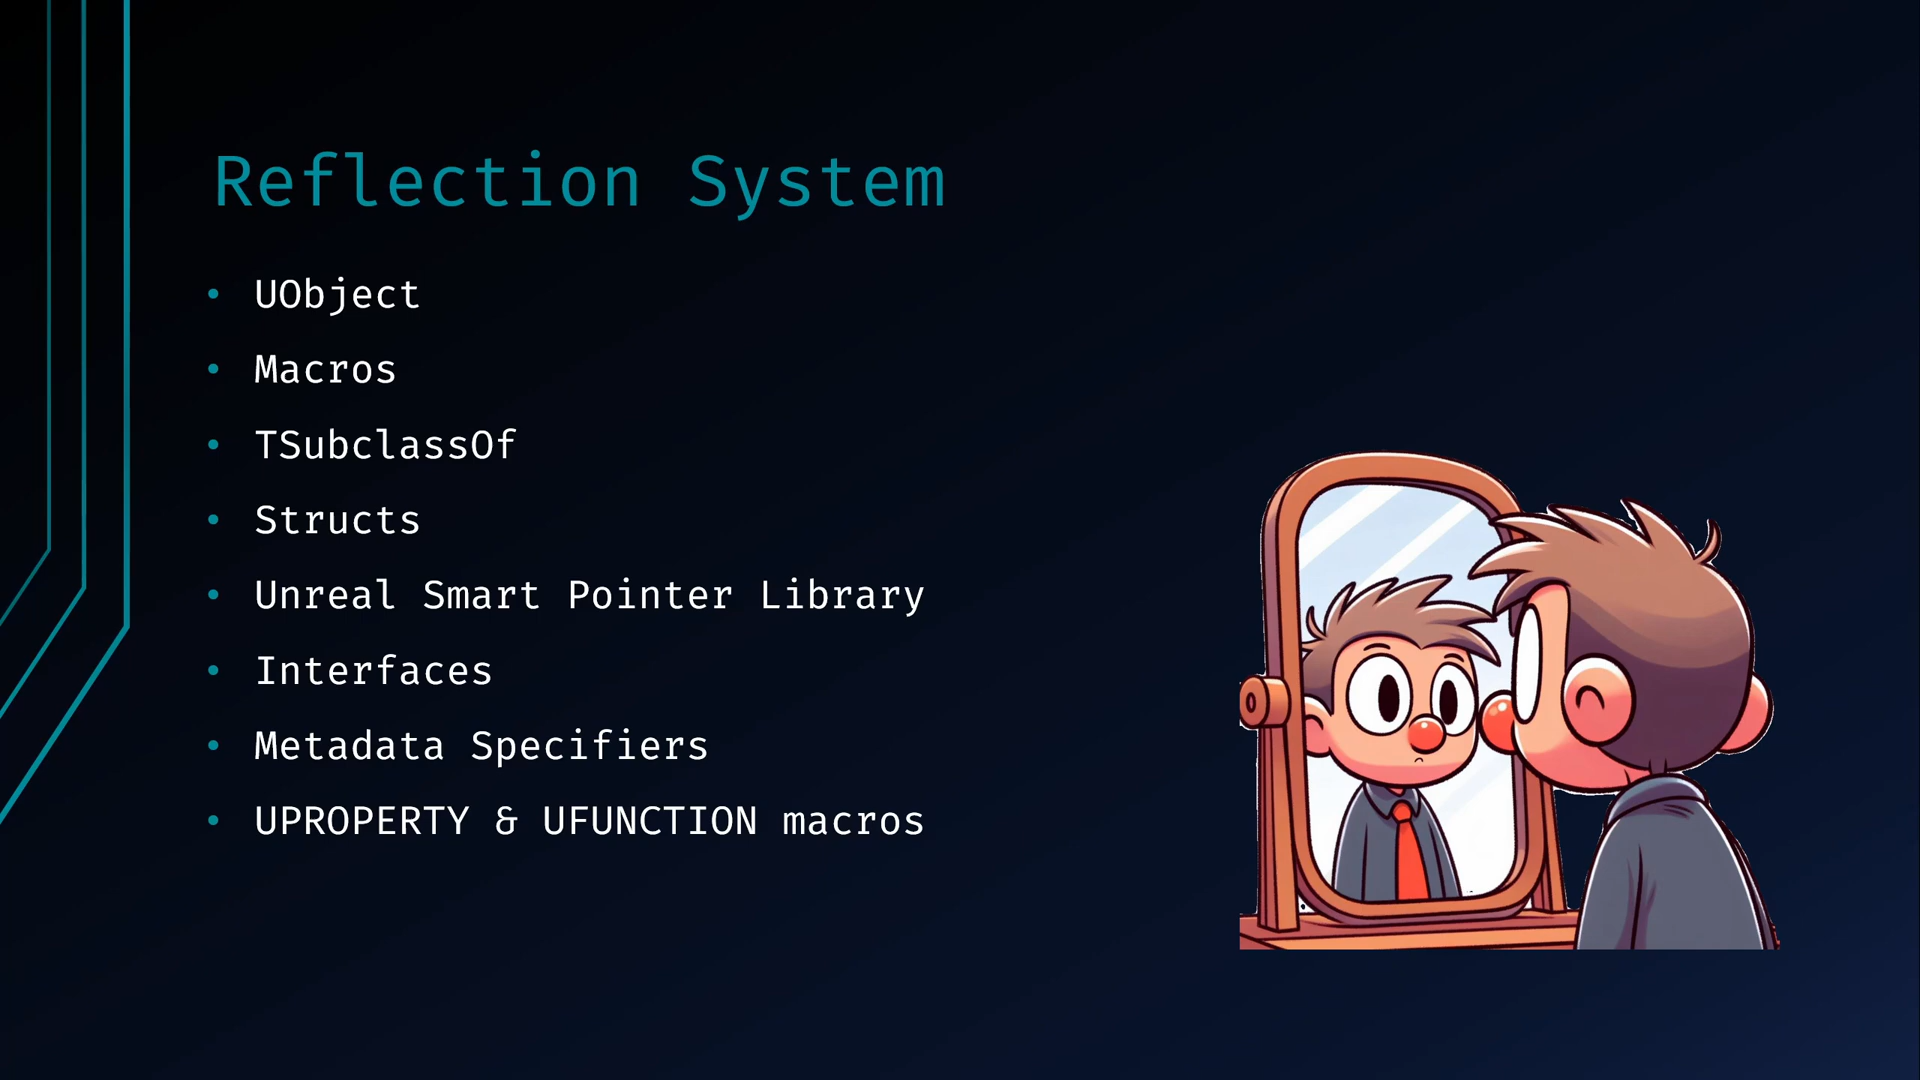 Reflection System
• UObject
• Macros
• TSubclassOf
• Structs
• Unreal Smart Pointer Library
• Interfaces
• Metadata Specifiers
• UPROPERTY & UFUNCTION macros